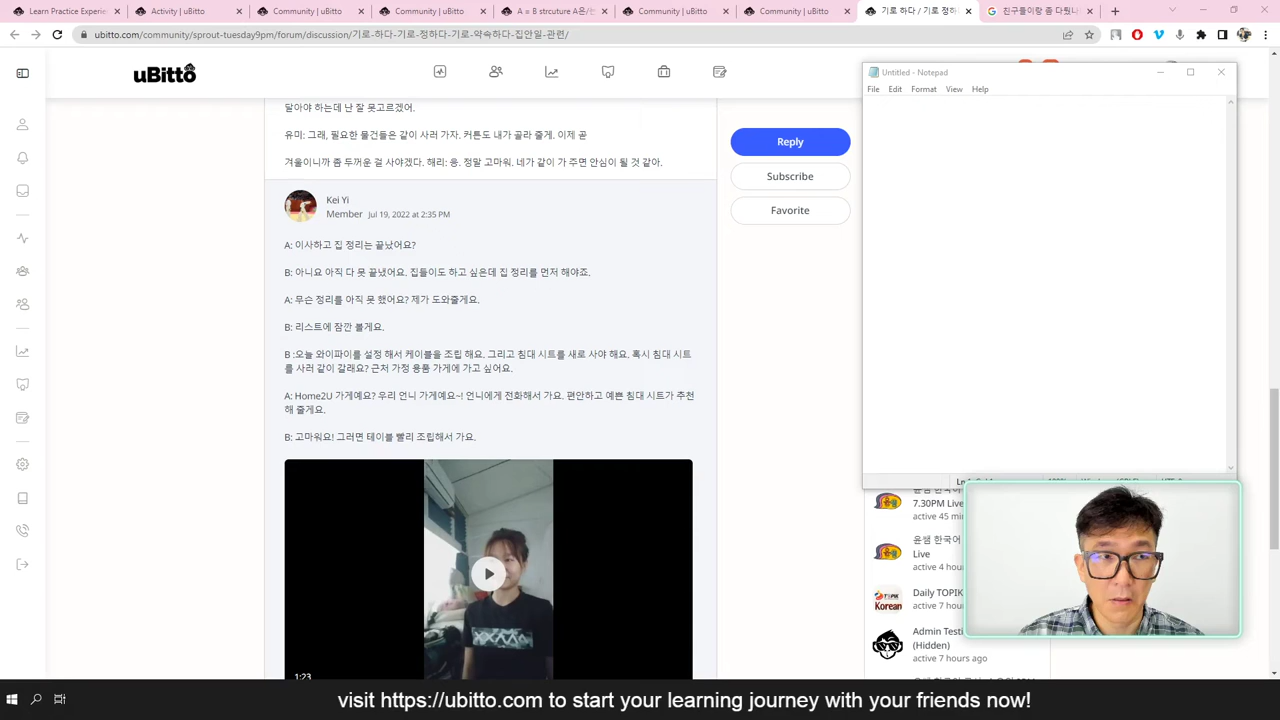 Learn Practice Experien
Activity | uBitto
Community | uBitto
Community | uBitto
A = B strcuture A은/는
Community | uBitto
Community | uBitto
기로 하다 / 기로 정하
친구들이랑 좀 다퉜나
ubitto.com/community/sprout-tuesday9pm/forum/discussion/기로-하다-기로-정하다-기로-약속하다-집안일-관련/
uBitto
Untitled - Notepad
File Edit Format View Help
달아야 하는데 난 잘 못고르겠어.
유미: 그래, 필요한 물건들은 같이 사러 가자. 커튼도 내가 골라 줄게. 이제 곧
겨울이니까 좀 두꺼운 걸 사야겠다. 해리: 응. 정말 고마워. 네가 같이 가 주면 안심이 될 것 같아.
Reply
Subscribe
Favorite
Kei Yi
Member Jul 19, 2022 at 2:35 PM
A: 이사하고 집 정리는 끝났어요?
B: 아니요 아직 다 못 끝냈어요. 집들이도 하고 싶은데 집 정리를 먼저 해야죠.
A: 무슨 정리를 아직 못 했어요? 제가 도와줄게요.
B: 리스트에 잠깐 볼게요.
B :오늘 와이파이를 설정 해서 케이블을 조립 해요. 그리고 침대 시트를 새로 사야 해요. 혹시 침대 시트
를 사러 같이 갈래요? 근처 가정 용품 가게에 가고 싶어요.
A: Home2U 가게예요? 우리 언니 가게예요~! 언니에게 전화해서 가요. 편안하고 예쁜 침대 시트가 추천
해 줄게요.
B: 고마워요! 그러면 테이블 빨리 조립해서 가요.
1:23
7.30PM Live
active 45 min
윤쌤 한국어
Live
active 4 hour
Daily TOPIK
active 7 hours
TOPIK
Korean
Admin Testi
(Hidden)
active 7 hours ago
visit https://ubitto.com to start your learning journey with your friends now!